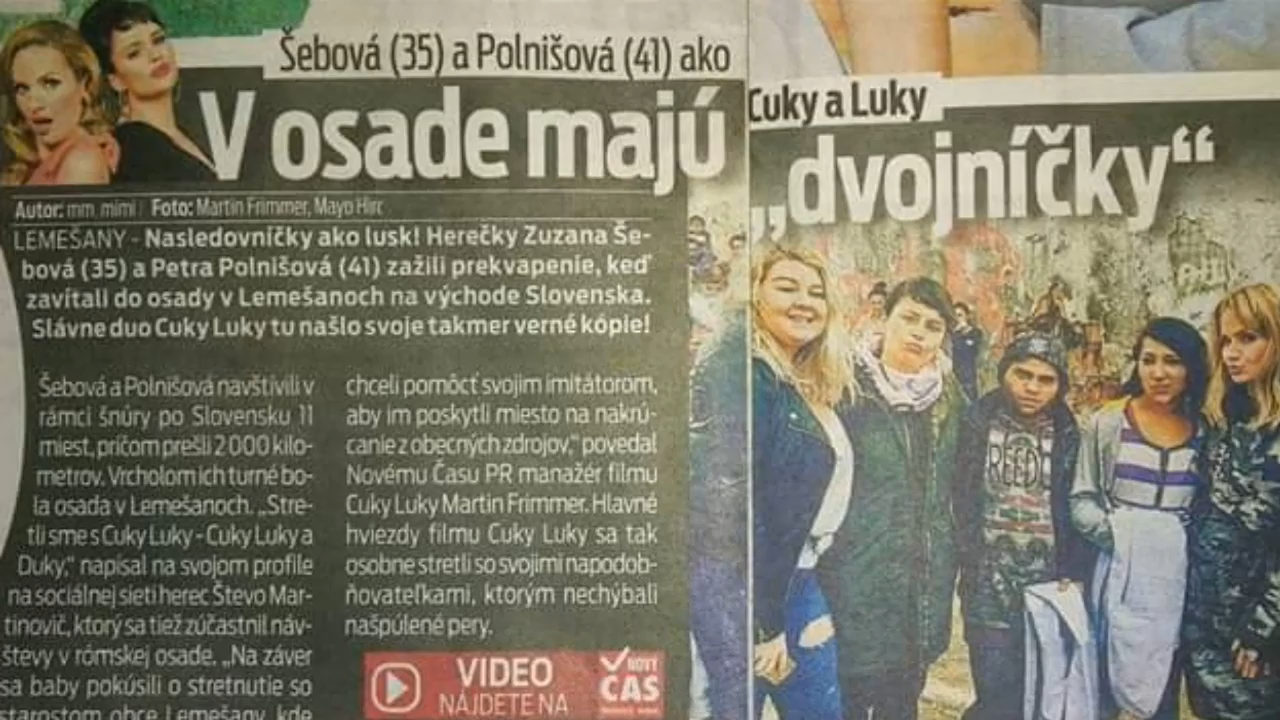 Šebová (35) a Polnišová (41) ako Cuky a Luky
V osade majú „dvojníčky“
Autor: mm, mimi Foto: Martin Frimmer, Mayo Hirc
LEMEŠANY - Nasledovníčky ako lusk! Herečky Zuzana Še-
bová (35) a Petra Polnišová (41) zažili prekvapenie, keď
zavítali do osady v Lemešanoch na východe Slovenska.
Slávne duo Cuky Luky tu našlo svoje takmer verné kópie!
Šebová a Polnišová navštívili v
rámci šnúry po Slovensku 11
miest, pričom prešli 2 000 kilo-
metrov. Vrcholom ich turné bo-
la osada v Lemešanoch. „Stre-
tli sme s Cuky Luky - Cuky Luky a
Duky,“ napísal na svojom profile
na sociálnej sieti herec Števo Mar-
tinovič, ktorý sa tiež zúčastnil náv-
števy v rómskej osade. „Na záver
sa baby pokúsili o stretnutie so
starostom obce Lemešany, kde
chceli pomôcť svojim imitátorom,
aby im poskytli miesto na nakrú-
canie z obecných zdrojov,“ povedal
Novému Času PR manažér filmu
Cuky Luky Martin Frimmer. Hlavné
hviezdy filmu Cuky Luky sa tak
osobne stretli so svojimi napodob-
ňovateľkami, ktorým nechýbali
našpúlené pery.
VIDEO
NÁJDETE NA
NOVÝ
ČAS
REEDO